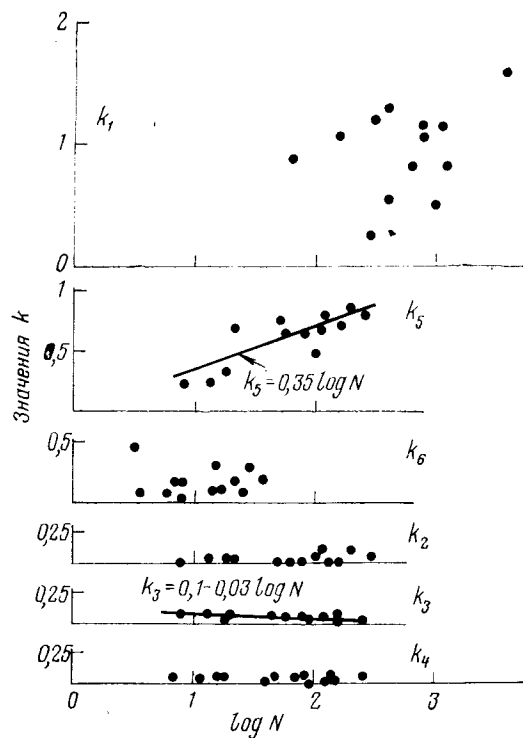 2
k₁
1
0
Значения k
1
k₅
0,5
k₅=0,35 log N
0,5
k₆
0,25
k₂
k₃=0,1-0,03 log N
0,25
k₃
0,25
k₄
0 1 2 3
log N